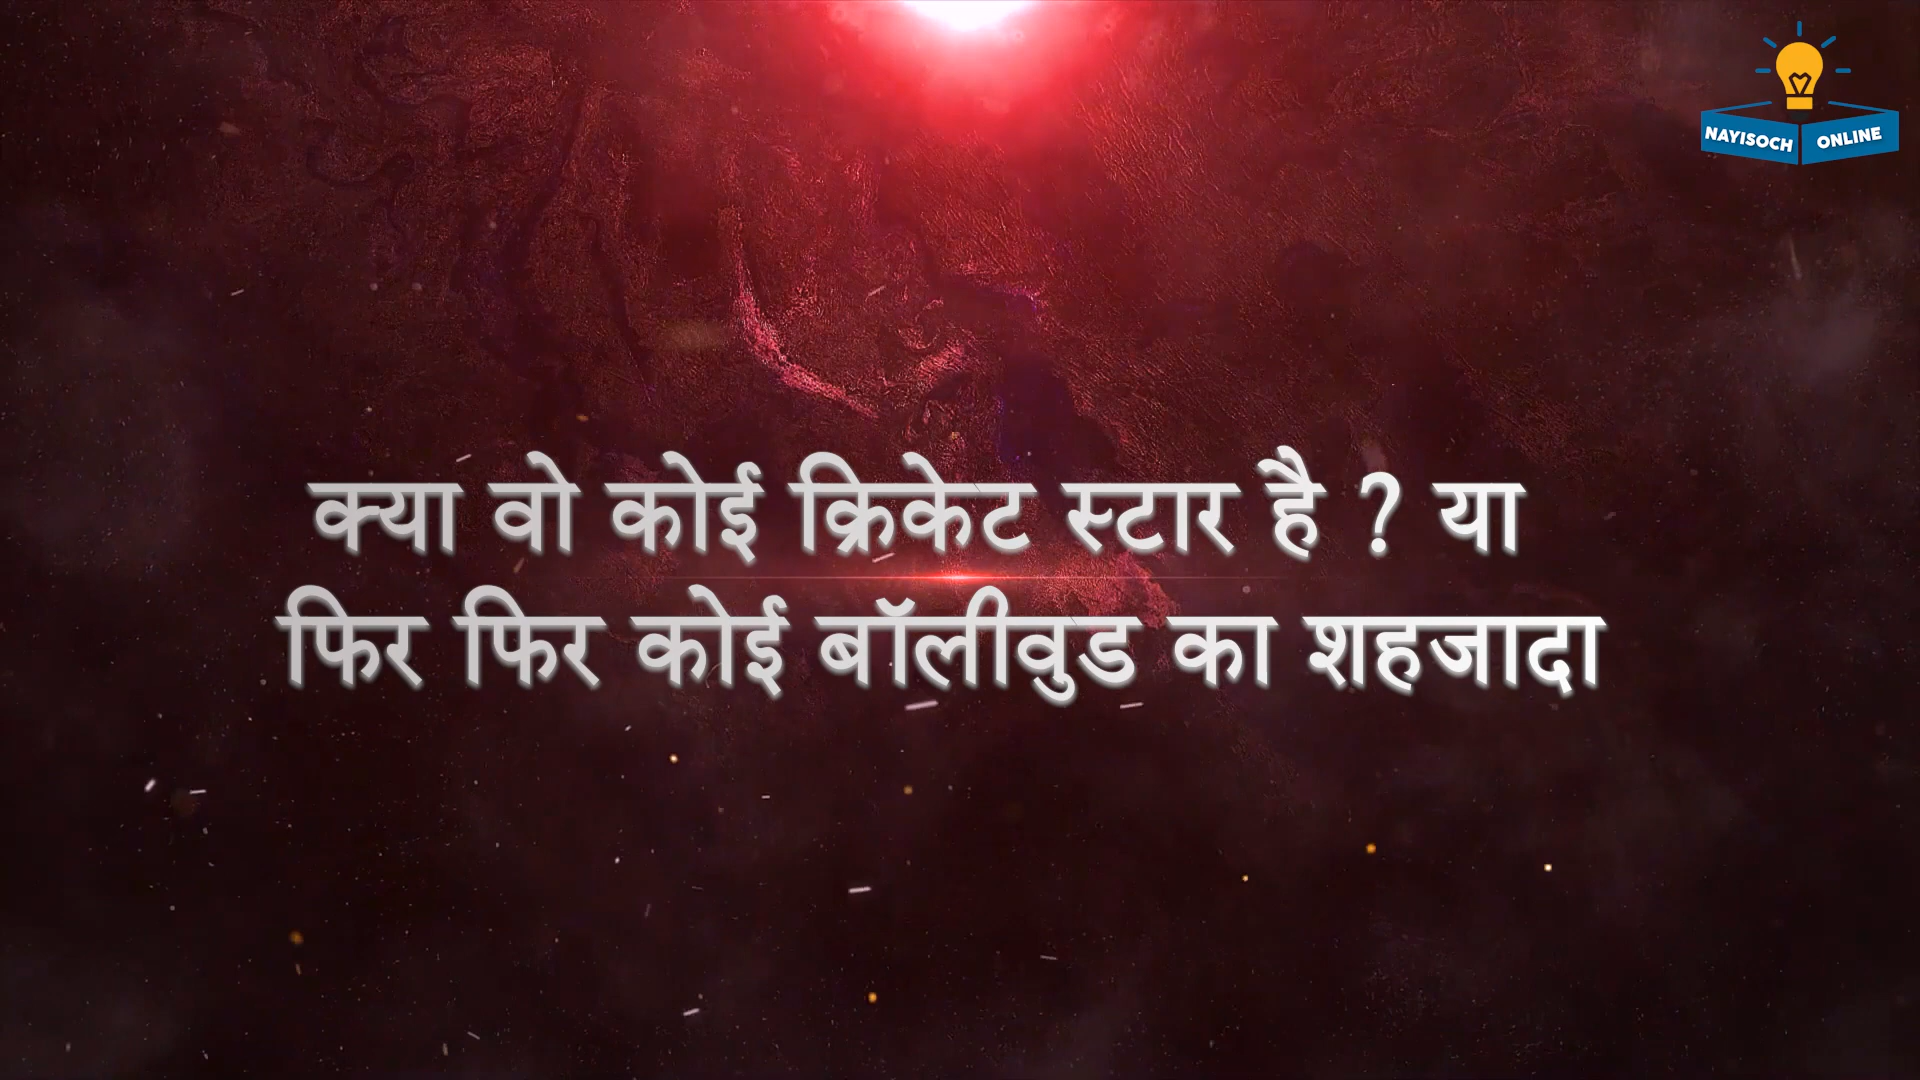 NAYISOCH ONLINE
क्या वो कोई क्रिकेट स्टार है ? या
फिर फिर कोई बॉलीवुड का शहजादा